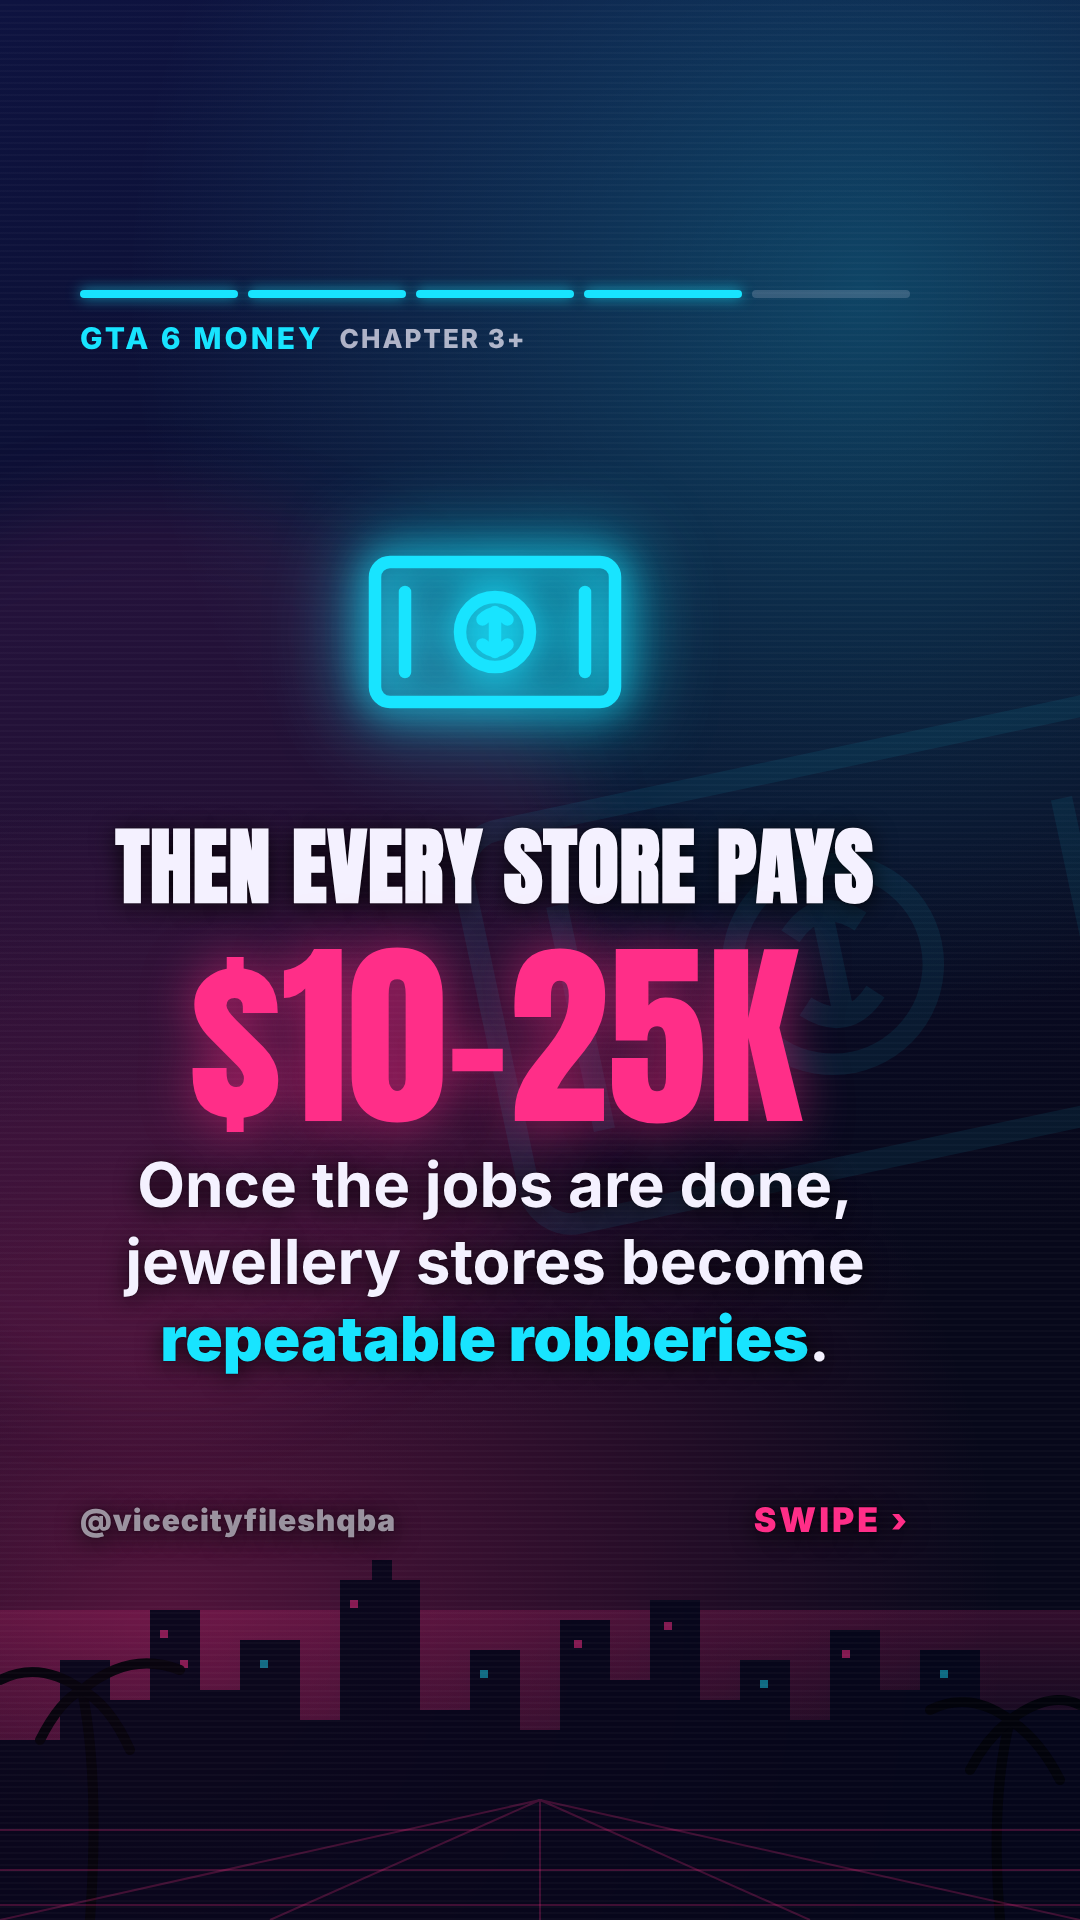 GTA 6 MONEY CHAPTER 3+
THEN EVERY STORE PAYS
$10-25K
Once the jobs are done,
jewellery stores become
repeatable robberies.
@vicecityfileshqba
SWIPE ›